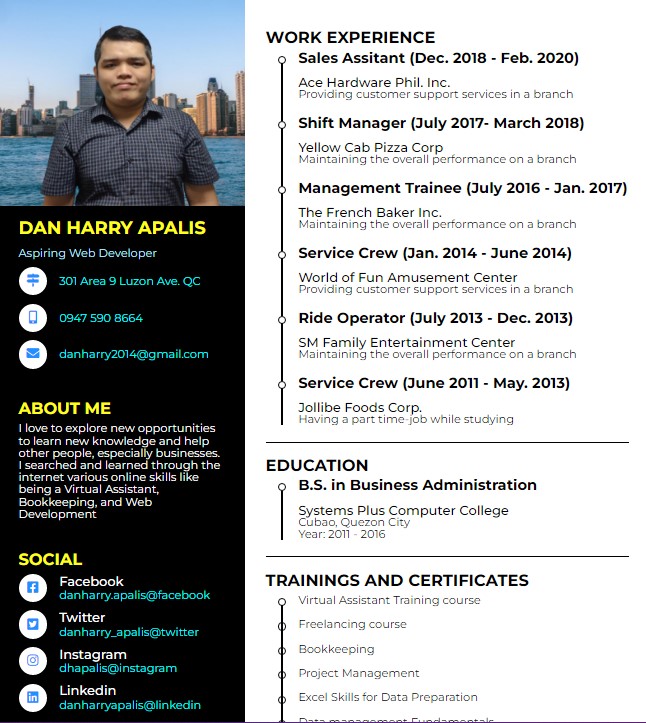 DAN HARRY APALIS
Aspiring Web Developer
301 Area 9 Luzon Ave. QC
0947 590 8664
danharry2014@gmail.com
ABOUT ME
I love to explore new opportunities
to learn new knowledge and help
other people, especially businesses.
I searched and learned through the
internet various online skills like
being a Virtual Assistant,
Bookkeeping, and Web
Development
SOCIAL
Facebook
danharry.apalis@facebook
Twitter
danharry_apalis@twitter
Instagram
dhapalis@instagram
Linkedin
danharryapalis@linkedin
WORK EXPERIENCE
Sales Assitant (Dec. 2018 - Feb. 2020)
Ace Hardware Phil. Inc.
Providing customer support services in a branch
Shift Manager (July 2017- March 2018)
Yellow Cab Pizza Corp
Maintaining the overall performance on a branch
Management Trainee (July 2016 - Jan. 2017)
The French Baker Inc.
Maintaining the overall performance on a branch
Service Crew (Jan. 2014 - June 2014)
World of Fun Amusement Center
Providing customer support services in a branch
Ride Operator (July 2013 - Dec. 2013)
SM Family Entertainment Center
Maintaining the overall performance on a branch
Service Crew (June 2011 - May. 2013)
Jollibe Foods Corp.
Having a part time-job while studying
EDUCATION
B.S. in Business Administration
Systems Plus Computer College
Cubao, Quezon City
Year: 2011 - 2016
TRAININGS AND CERTIFICATES
Virtual Assistant Training course
Freelancing course
Bookkeeping
Project Management
Excel Skills for Data Preparation
Data management Fundamentals